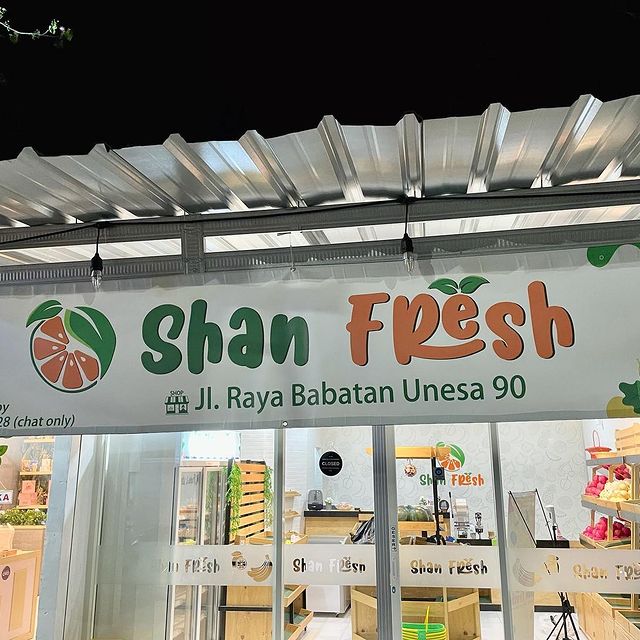 Shan Fresh
SHOP
Jl. Raya Babatan Unesa 90
28 (chat only)
CLOSED
Shan Fresh
KA
Shan Fresh
Shan Fresh
Shan Fresh
Shan Fresh